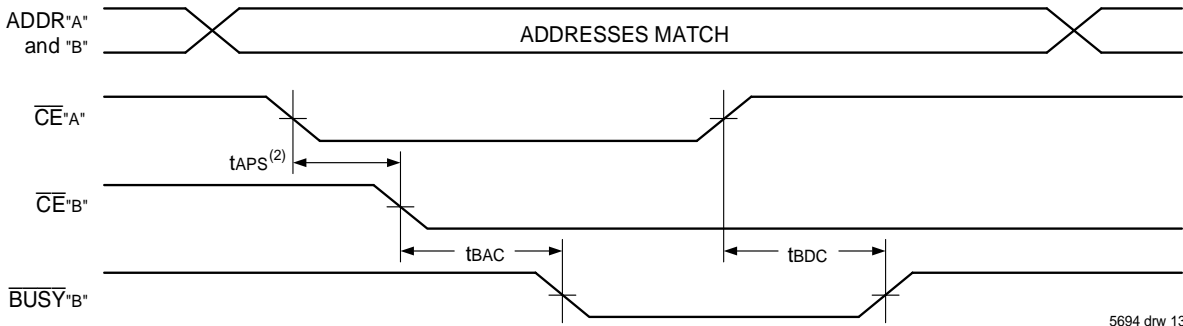 ADDR"A"
and "B"
ADDRESSES MATCH
CE"A"
tAPS(2)
CE"B"
tBAC
tBDC
BUSY"B"
5694 drw 13